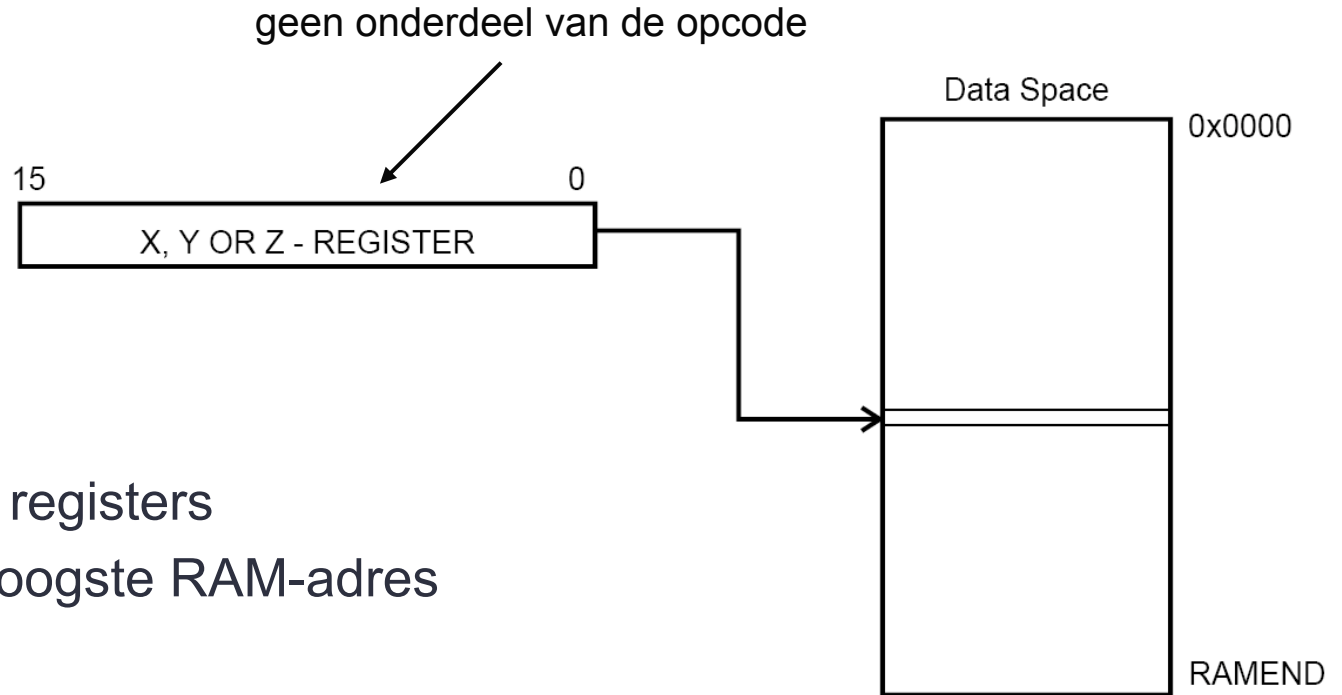 geen onderdeel van de opcode
Data Space
0x0000
15 0
X, Y OR Z - REGISTER
registers
oogste RAM-adres
RAMEND